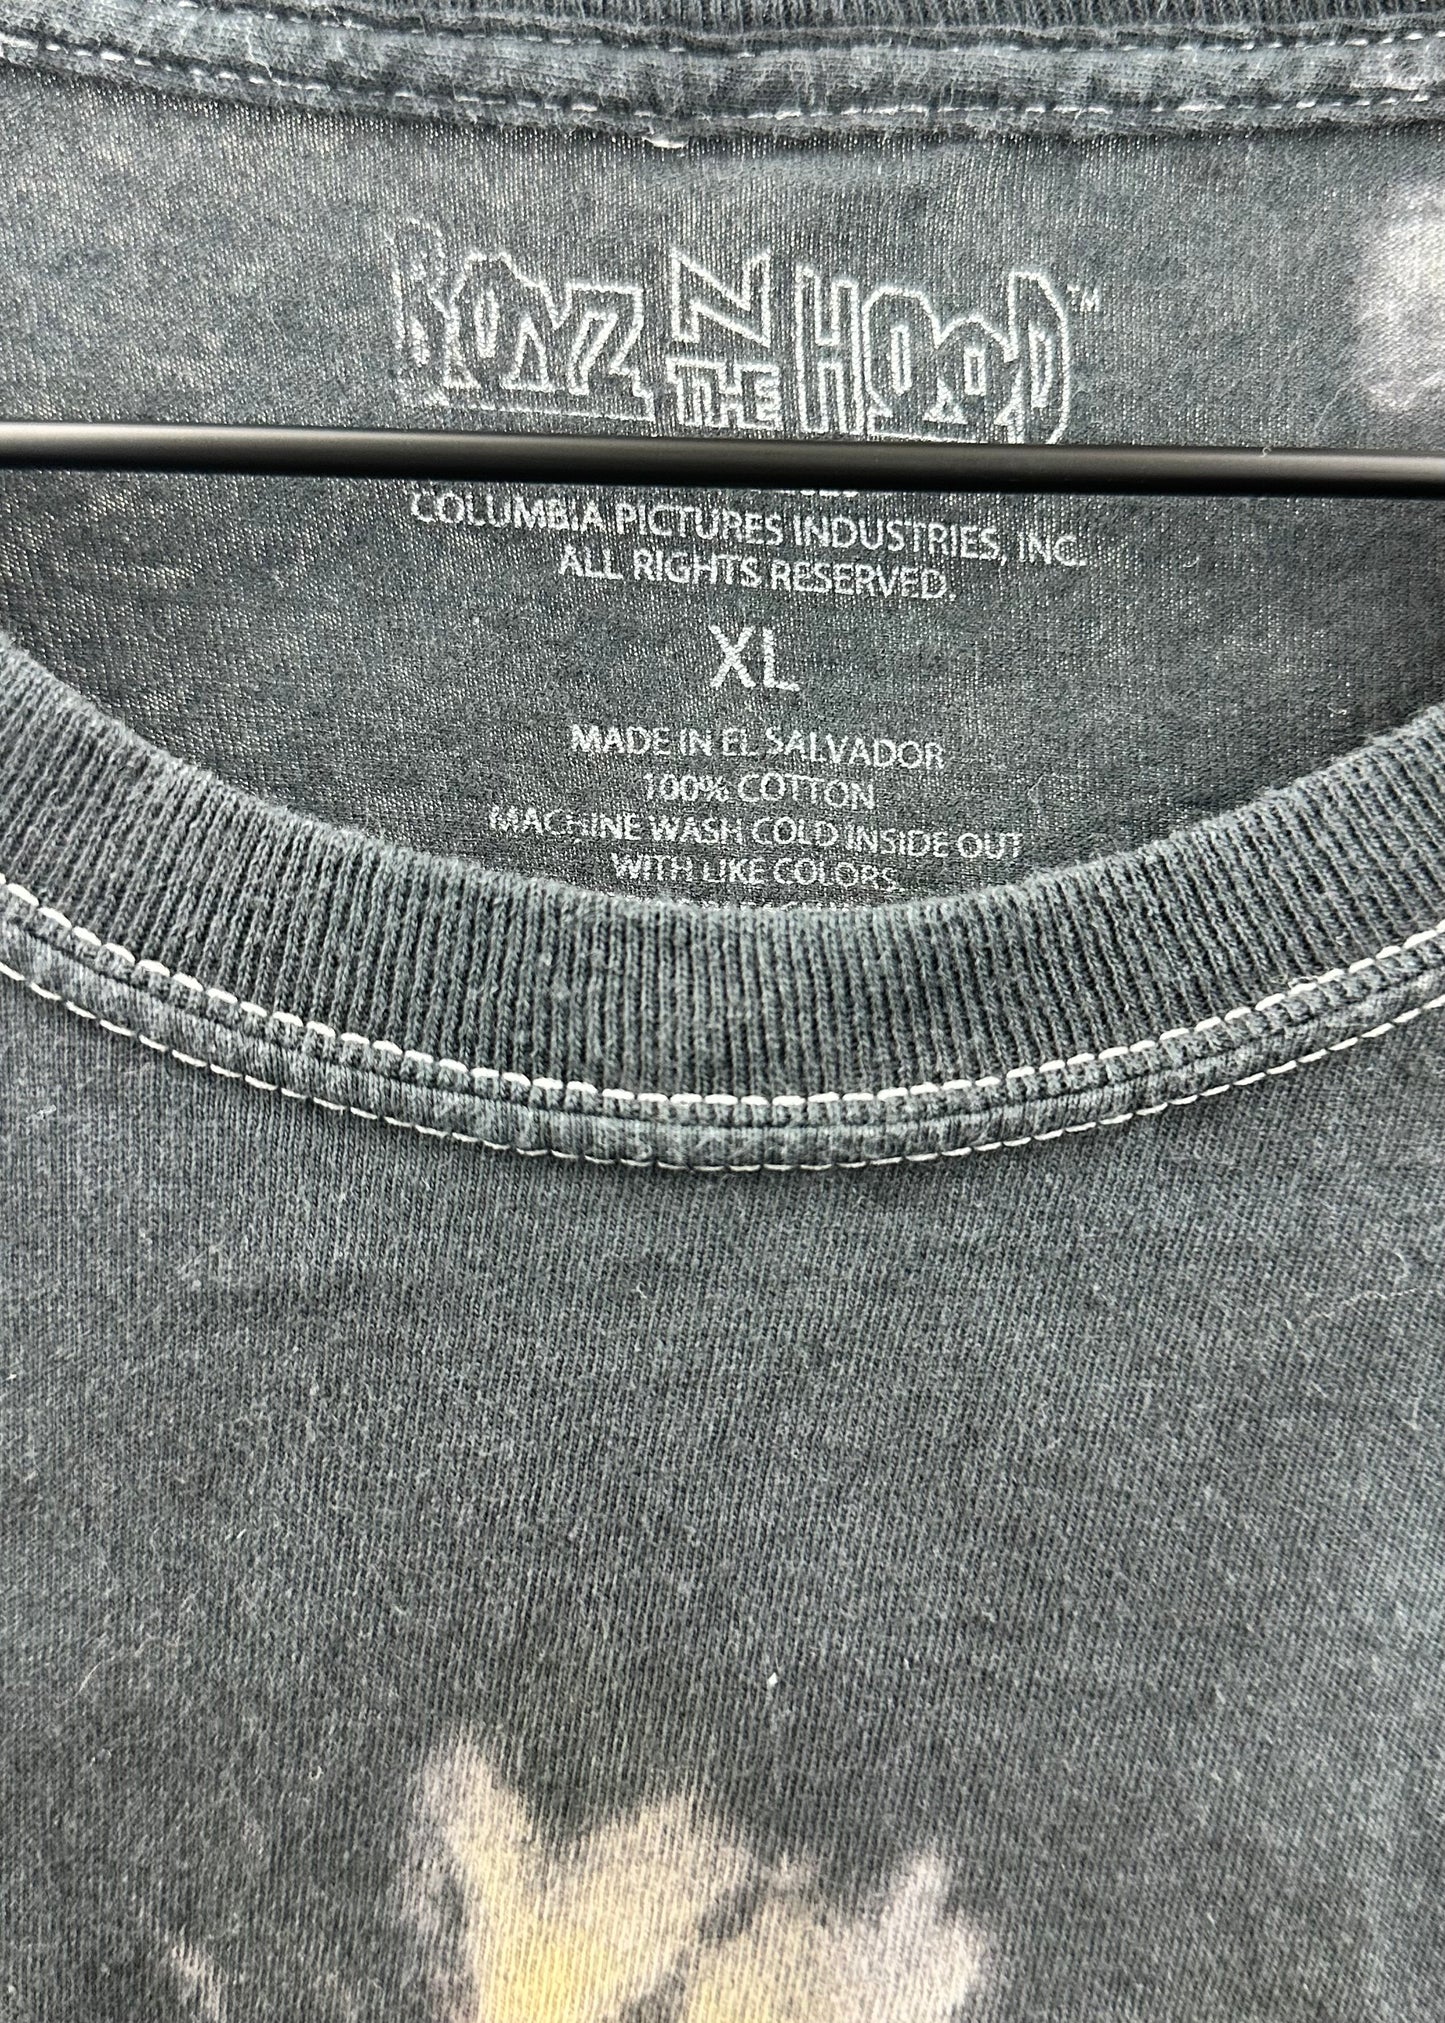 BOYZ N THE HOOD™
COLUMBIA PICTURES INDUSTRIES, INC.
ALL RIGHTS RESERVED.
XL
MADE IN EL SALVADOR
100% COTTON
MACHINE WASH COLD INSIDE OUT
WITH LIKE COLORS.